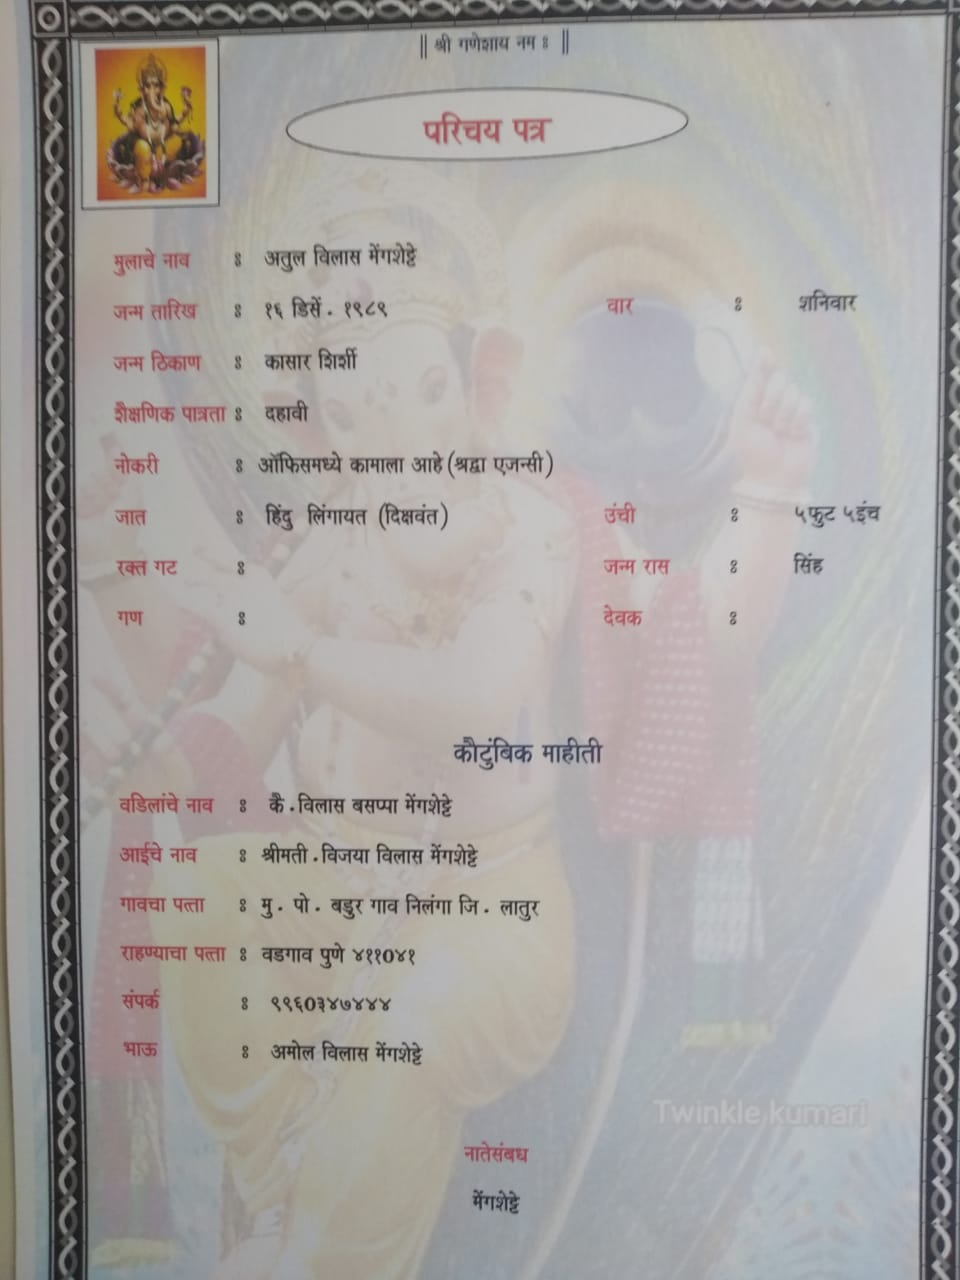 || श्री गणेशाय नम ः ||
परिचय पत्र
मुलाचे नाव ः अतुल विलास मेंगशेट्टे
जन्म तारिख ः १६ डिसें . १९८९ वार ः शनिवार
जन्म ठिकाण ः कासार शिर्शी
शैक्षणिक पात्रता ः दहावी
नोकरी ः ऑफिसमध्ये कामाला आहे (श्रद्वा एजन्सी)
जात ः हिंदु लिंगायत (दिक्षवंत) उंची ः ५फुट ५इंच
रक्त गट ः जन्म रास ः सिंह
गण ः देवक ः
कौटुंबिक माहीती
वडिलांचे नाव ः कै .विलास बसप्पा मेंगशेट्टे
आईचे नाव ः श्रीमती .विजया विलास मेंगशेट्टे
गावचा पत्ता ः मु . पो . बडुर गाव निलंगा जि . लातुर
राहण्याचा पत्ता ः वडगाव पुणे ४११0४१
संपर्क ः ९९६0३४७४४४
भाऊ ः अमोल विलास मेंगशेट्टे
Twinkle kumari
नातेसंबध
मेंगशेट्टे